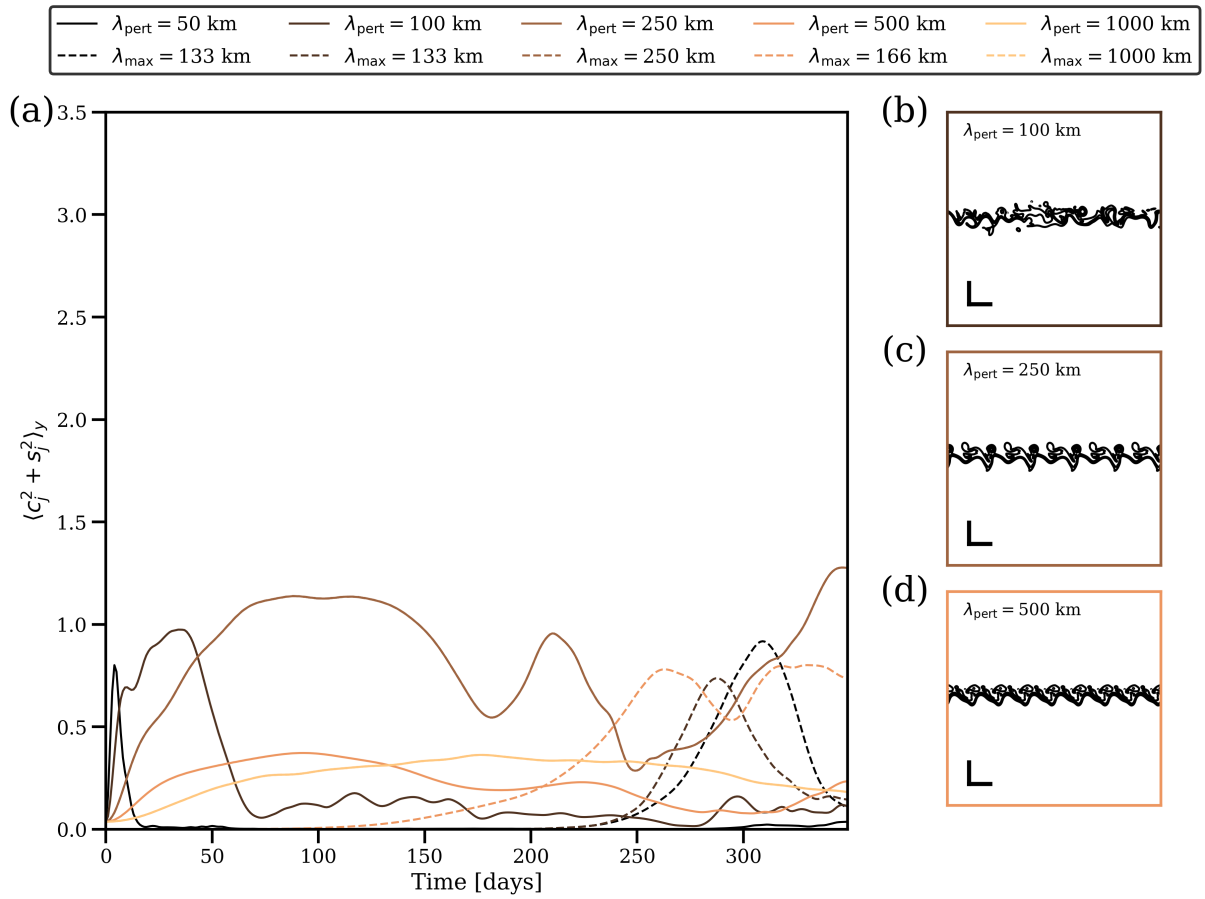 λpert = 50 km λpert = 100 km λpert = 250 km λpert = 500 km λpert = 1000 km
λmax = 133 km λmax = 133 km λmax = 250 km λmax = 166 km λmax = 1000 km
(a)
3.5
3.0
2.5
2.0
1.5
1.0
0.5
0.0
⟨c_j^2 + s_j^2⟩_y
0 50 100 150 200 250 300
Time [days]
(b)
λpert = 100 km
(c)
λpert = 250 km
(d)
λpert = 500 km